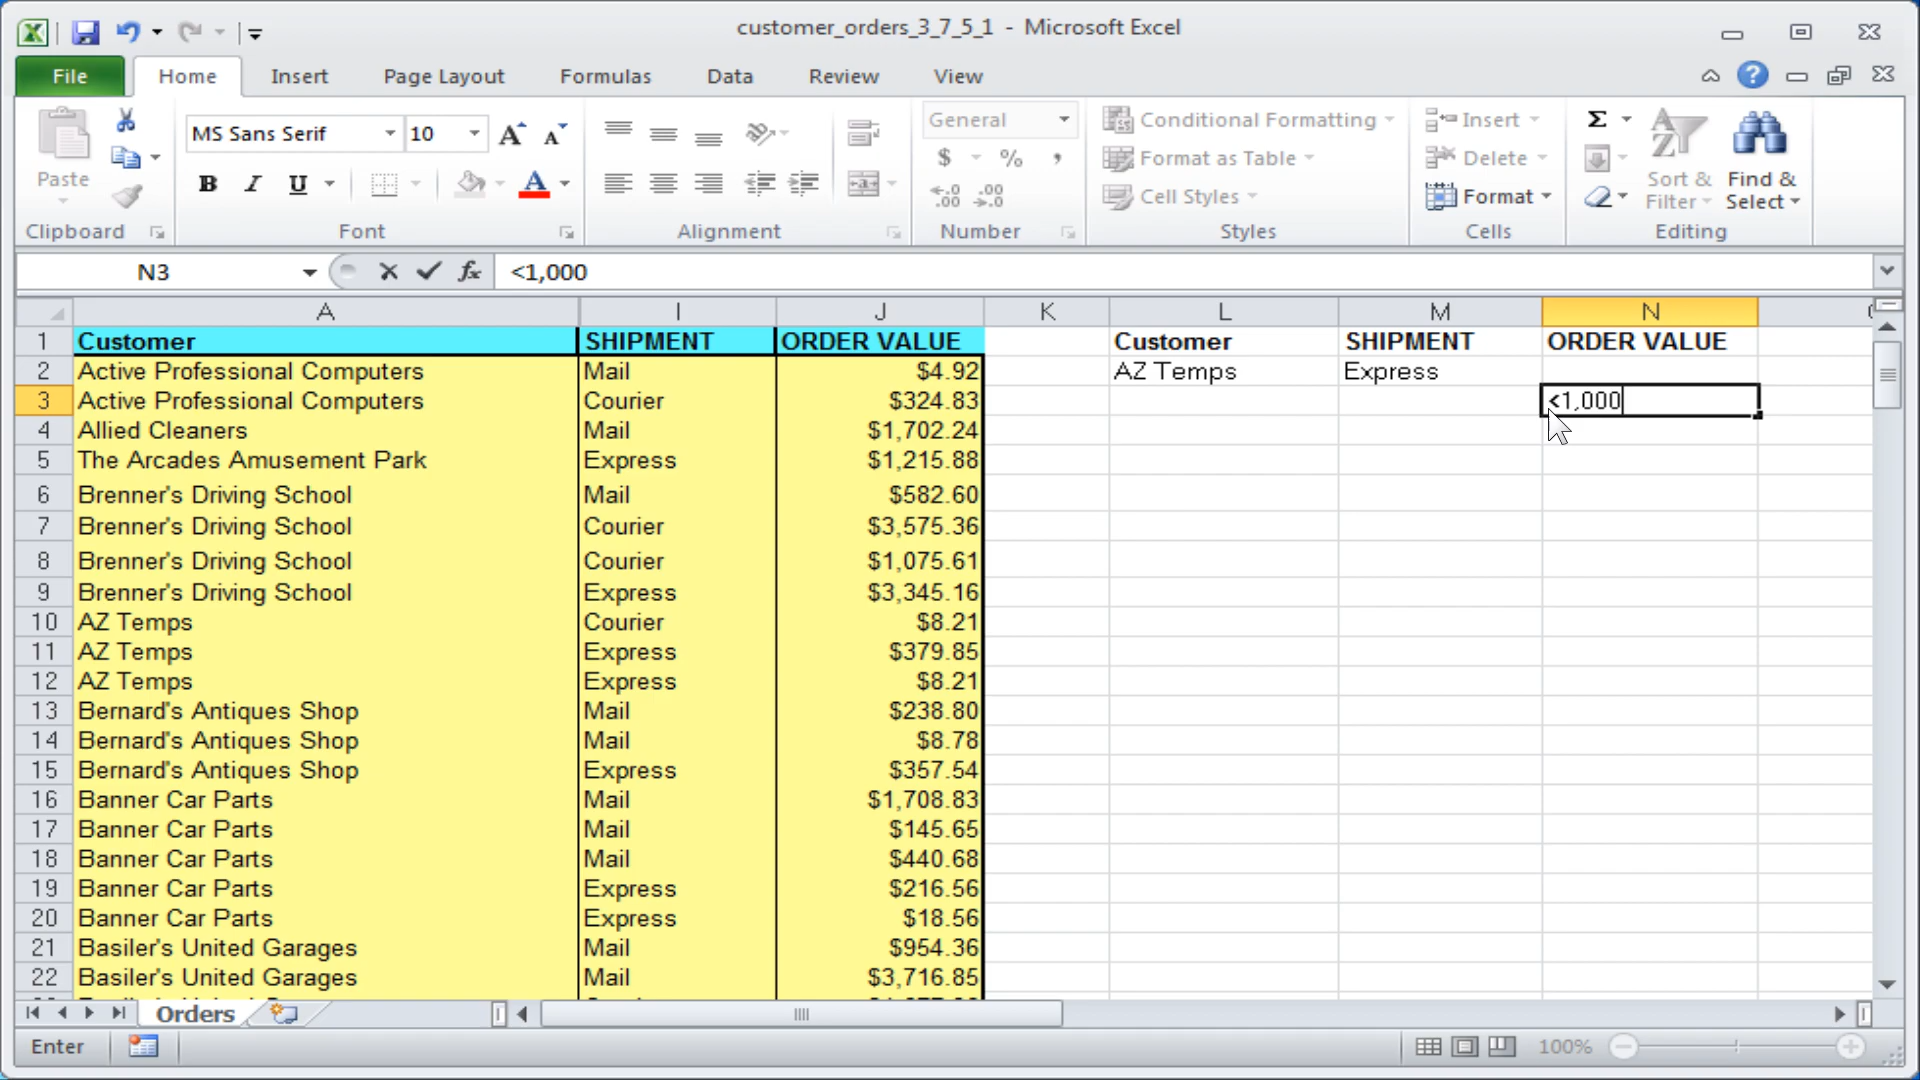 customer_orders_3_7_5_1 - Microsoft Excel
File Home Insert Page Layout Formulas Data Review View
MS Sans Serif 10 General Conditional Formatting Insert Σ
Paste $ % , Format as Table Delete Sort & Find &
B I U A Cell Styles Format Filter Select
Clipboard Font Alignment Number Styles Cells Editing
N3 fx <1,000
A I J K L M N
1 Customer SHIPMENT ORDER VALUE Customer SHIPMENT ORDER VALUE
2 Active Professional Computers Mail $4.92 AZ Temps Express
3 Active Professional Computers Courier $324.83 <1,000
4 Allied Cleaners Mail $1,702.24
5 The Arcades Amusement Park Express $1,215.88
6 Brenner's Driving School Mail $582.60
7 Brenner's Driving School Courier $3,575.36
8 Brenner's Driving School Courier $1,075.61
9 Brenner's Driving School Express $3,345.16
10 AZ Temps Courier $8.21
11 AZ Temps Express $379.85
12 AZ Temps Express $8.21
13 Bernard's Antiques Shop Mail $238.80
14 Bernard's Antiques Shop Mail $8.78
15 Bernard's Antiques Shop Express $357.54
16 Banner Car Parts Mail $1,708.83
17 Banner Car Parts Mail $145.65
18 Banner Car Parts Mail $440.68
19 Banner Car Parts Express $216.56
20 Banner Car Parts Express $18.56
21 Basiler's United Garages Mail $954.36
22 Basiler's United Garages Mail $3,716.85
Orders
Enter 100%